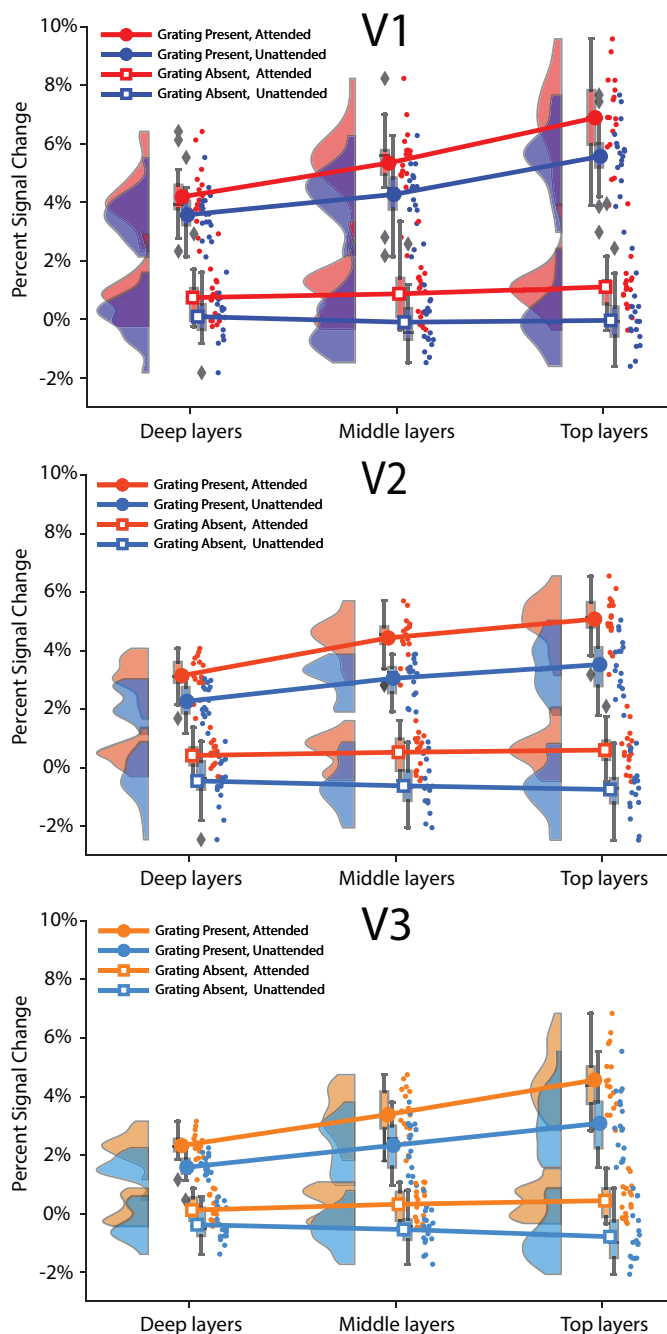 V1
10%
Grating Present, Attended
Grating Present, Unattended
Grating Absent, Attended
Grating Absent, Unattended
8%
6%
4%
2%
0%
-2%
Percent Signal Change
Deep layers Middle layers Top layers
V2
10%
Grating Present, Attended
Grating Present, Unattended
Grating Absent, Attended
Grating Absent, Unattended
8%
6%
4%
2%
0%
-2%
Percent Signal Change
Deep layers Middle layers Top layers
V3
10%
Grating Present, Attended
Grating Present, Unattended
Grating Absent, Attended
Grating Absent, Unattended
8%
6%
4%
2%
0%
-2%
Percent Signal Change
Deep layers Middle layers Top layers